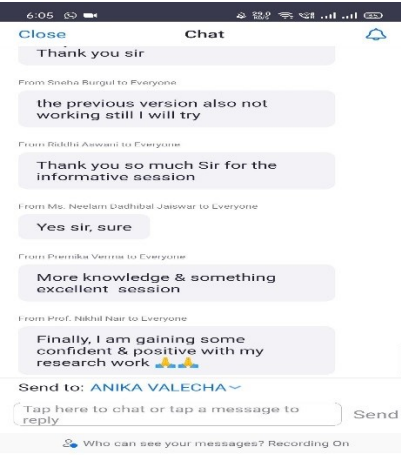 6:05
Close Chat
Thank you sir
From Sneha Burgul to Everyone
the previous version also not
working still I will try
From Riddhi Aswani to Everyone
Thank you so much Sir for the
informative session
From Ms. Neelam Dadhibal Jaiswar to Everyone
Yes sir, sure
From Premika Verma to Everyone
More knowledge & something
excellent session
From Prof. Nikhil Nair to Everyone
Finally, I am gaining some
confident & positive with my
research work 🙏🙏
Send to: ANIKA VALECHA
Tap here to chat or tap a message to
reply
Send
Who can see your messages? Recording On